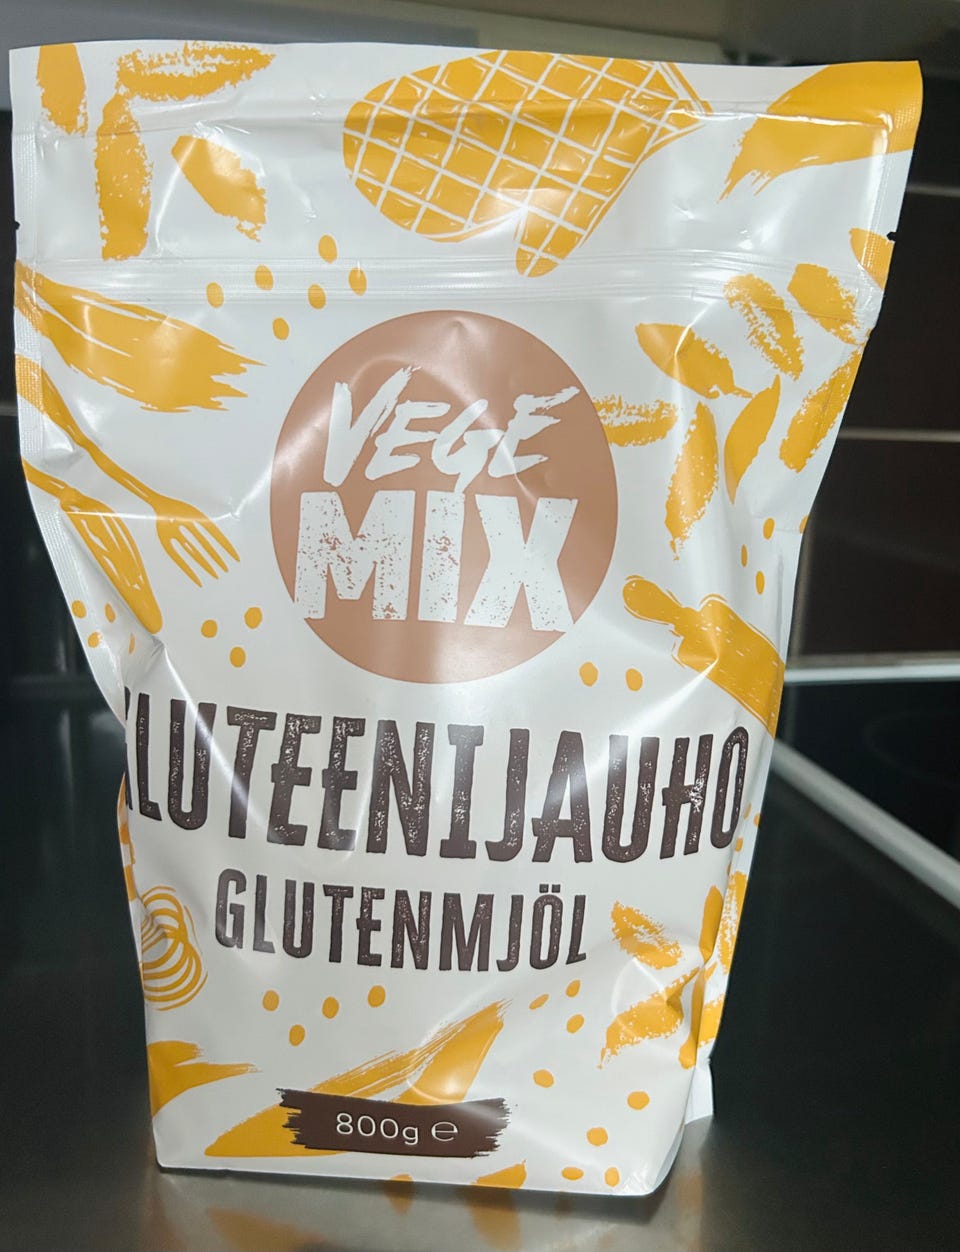 VEGE
MIX
GLUTEENIJAUHO
GLUTENMJÖL
800g ℮